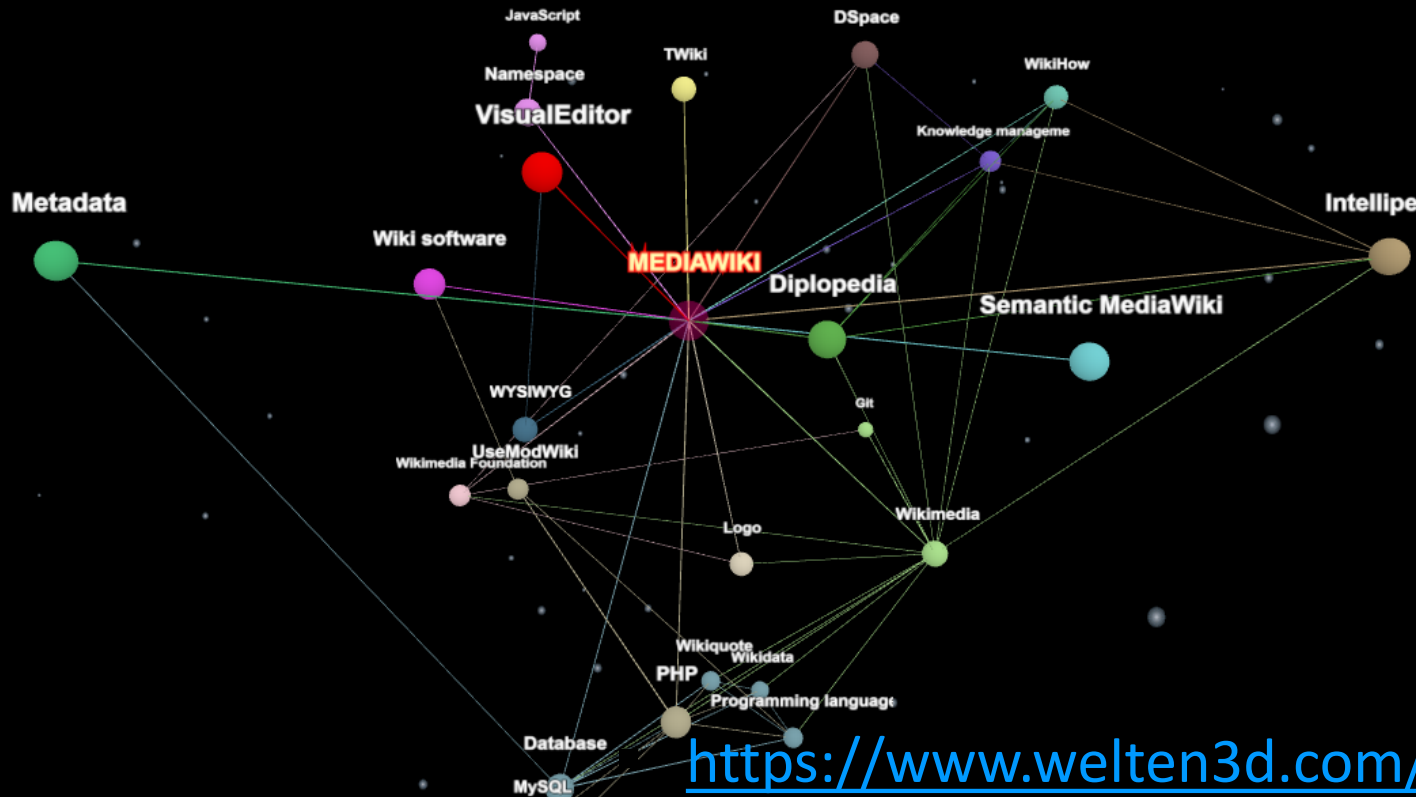 JavaScript
DSpace
TWiki
WikiHow
Namespace
VisualEditor
Knowledge manageme
Metadata
Intellipe
Wiki software
MEDIAWIKI
Diplopedia
Semantic MediaWiki
WYSIWYG
Git
UseModWiki
Wikimedia Foundation
Wikimedia
Logo
Wikiquote
Wikidata
PHP
Programming language
Database
https://www.welten3d.com/
MySQL